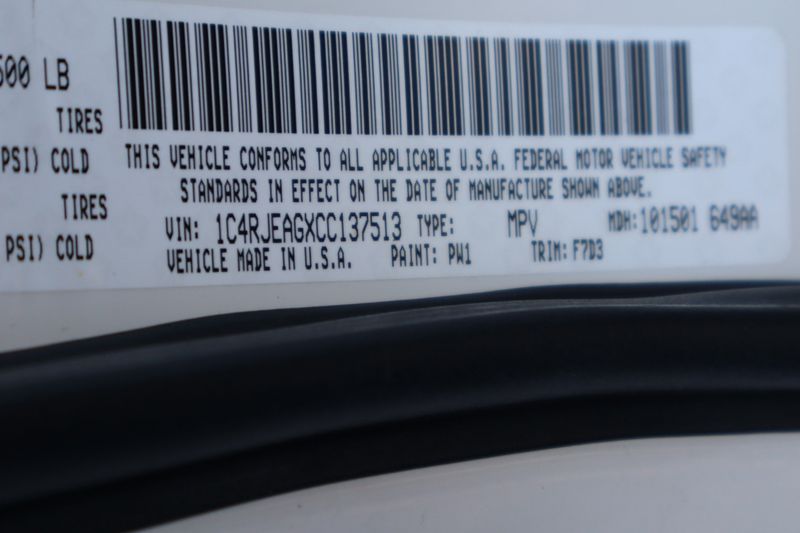 500 LB
TIRES
PSI) COLD THIS VEHICLE CONFORMS TO ALL APPLICABLE U.S.A. FEDERAL MOTOR VEHICLE SAFETY
STANDARDS IN EFFECT ON THE DATE OF MANUFACTURE SHOWN ABOVE.
TIRES
VIN: 1C4RJEAGXCC137513 TYPE: MPV MDH: 101501 649AA
PSI) COLD VEHICLE MADE IN U.S.A. PAINT: PW1 TRIM: F7D3